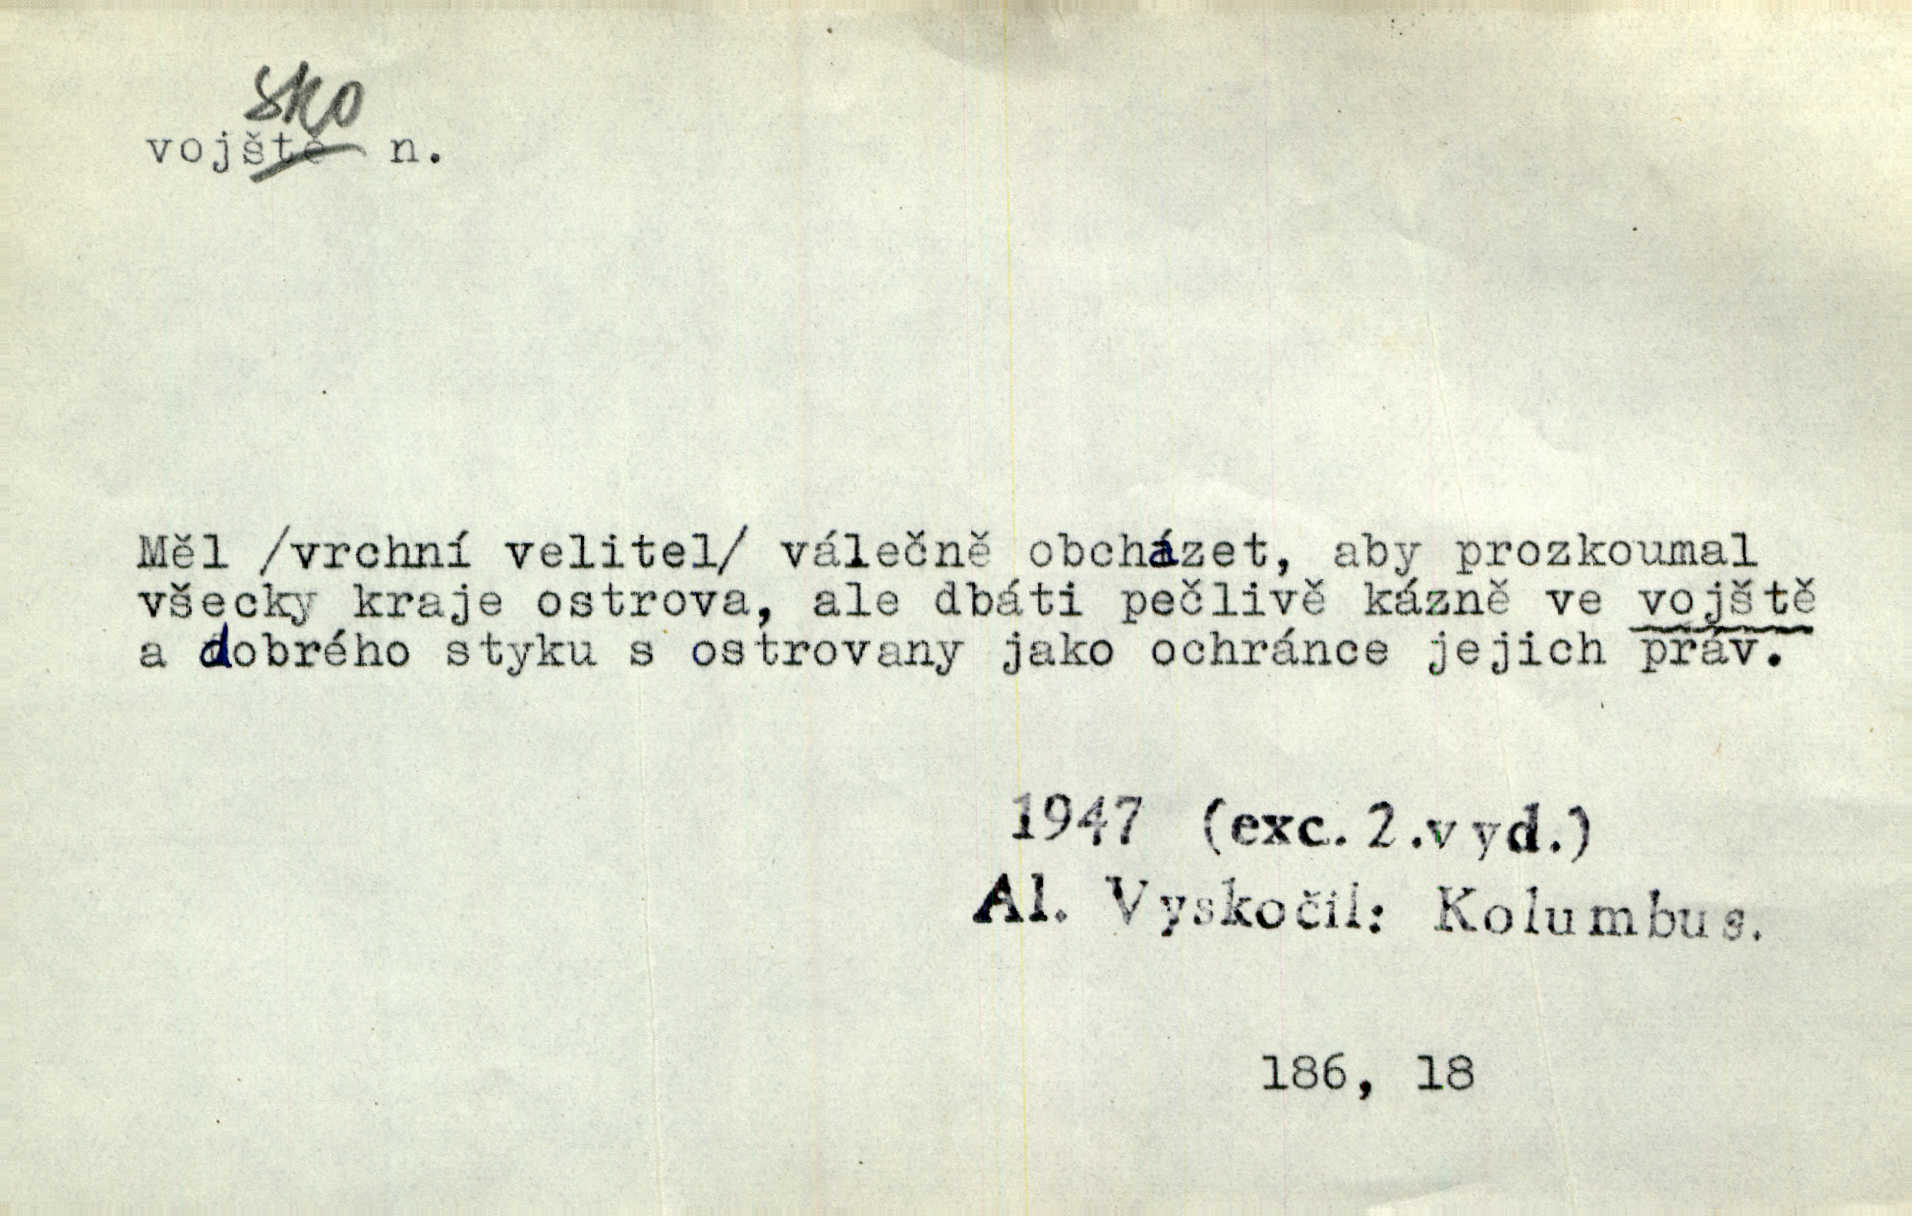 sko
vojště n.
Měl /vrchní velitel/ válečně obcházet, aby prozkoumal
všecky kraje ostrova, ale dbáti pečlivě kázně ve vojště
a dobrého styku s ostrovany jako ochránce jejich práv.
1947 (exc. 2.vyd.)
Al. Vyskočil: Kolumbus.
186, 18